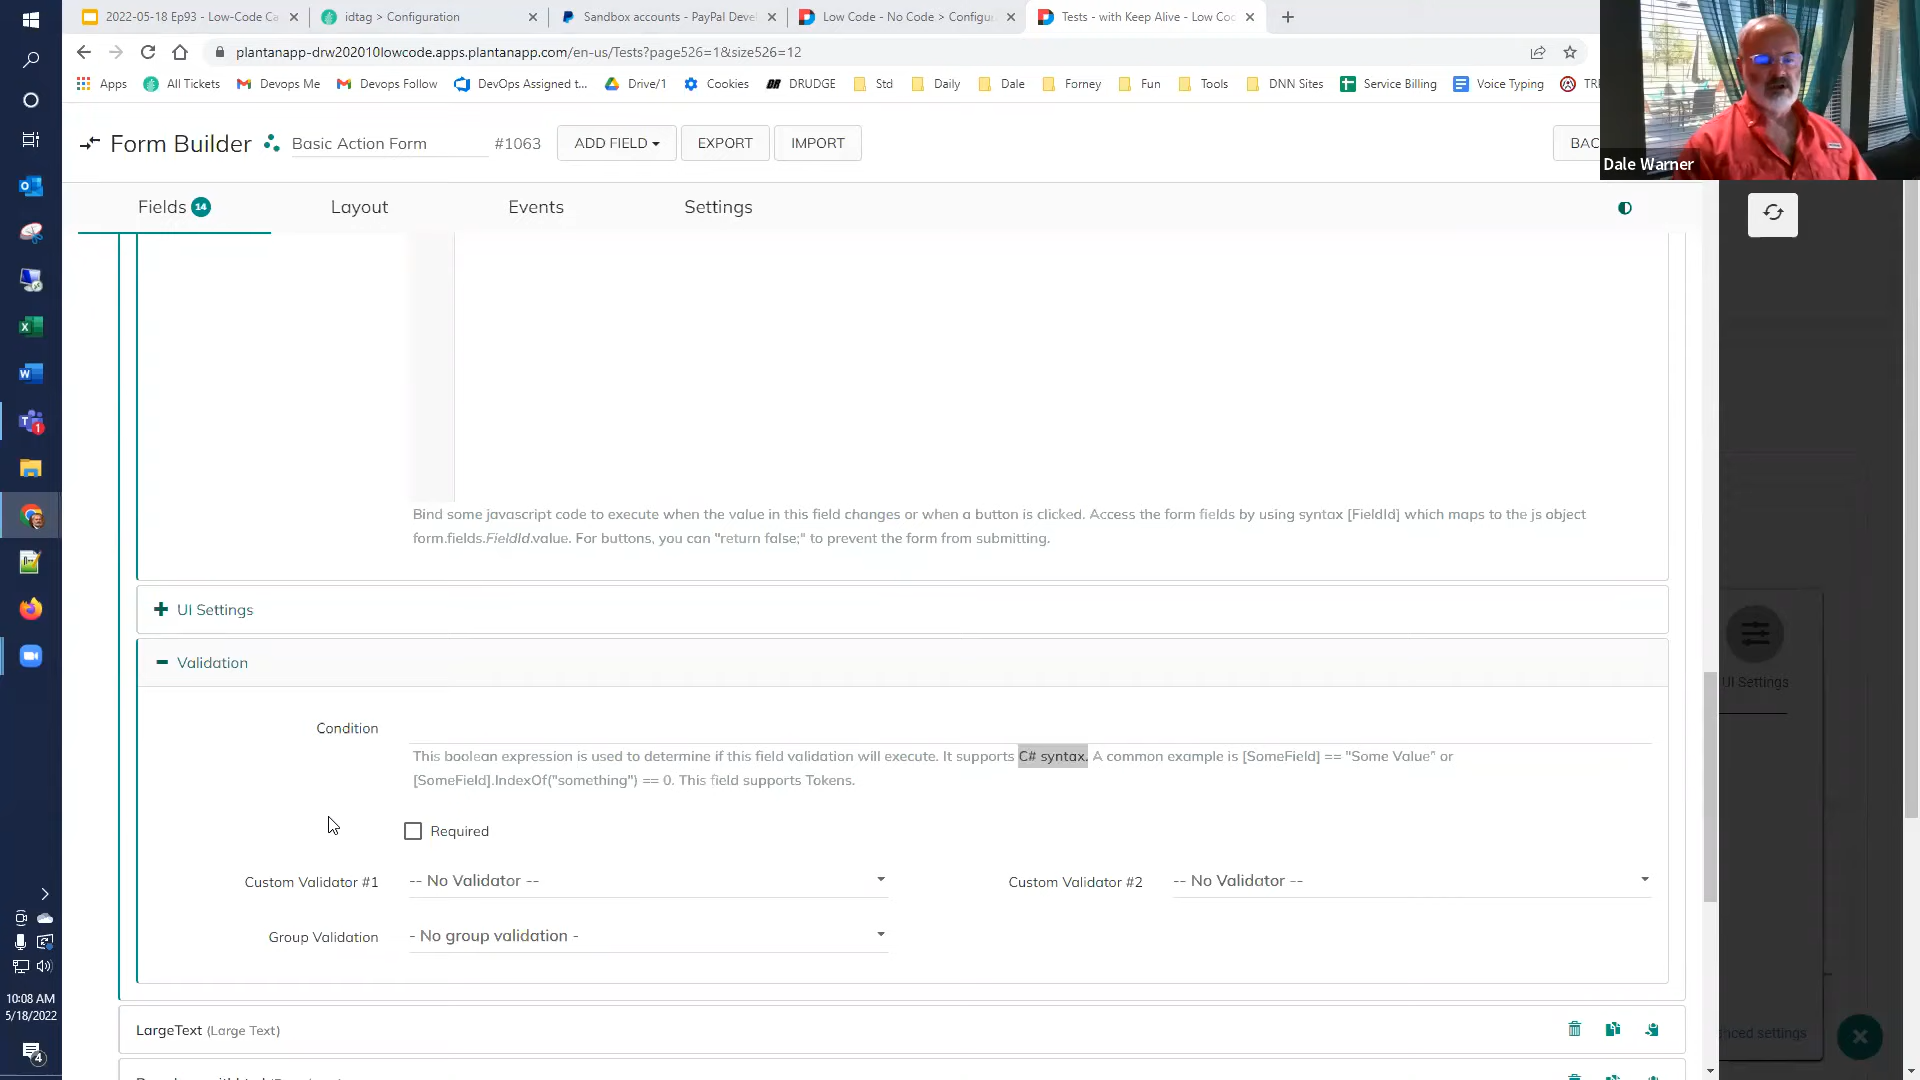 2022-05-18 Ep93 - Low-Code Ca
idtag > Configuration
Sandbox accounts - PayPal Deve
Low Code - No Code > Configur
Tests - with Keep Alive - Low Co
plantanapp-drw202010lowcode.apps.plantanapp.com/en-us/Tests?page526=1&size526=12
Apps
All Tickets
Devops Me
Devops Follow
DevOps Assigned t...
Drive/1
Cookies
DRUDGE
Std
Daily
Dale
Forney
Fun
Tools
DNN Sites
Service Billing
Voice Typing
Dale Warner
Form Builder
Basic Action Form
#1063
ADD FIELD
EXPORT
IMPORT
BAC
Fields 14
Layout
Events
Settings
Bind some javascript code to execute when the value in this field changes or when a button is clicked. Access the form fields by using syntax [FieldId] which maps to the js object
form.fields.FieldId.value. For buttons, you can "return false;" to prevent the form from submitting.
UI Settings
UI Settings
Validation
Condition
This boolean expression is used to determine if this field validation will execute. It supports C# syntax. A common example is [SomeField] == "Some Value" or
[SomeField].IndexOf("something") == 0. This field supports Tokens.
Required
Custom Validator #1
-- No Validator --
Custom Validator #2
-- No Validator --
Group Validation
- No group validation -
LargeText (Large Text)
nced settings
10:08 AM
5/18/2022
4